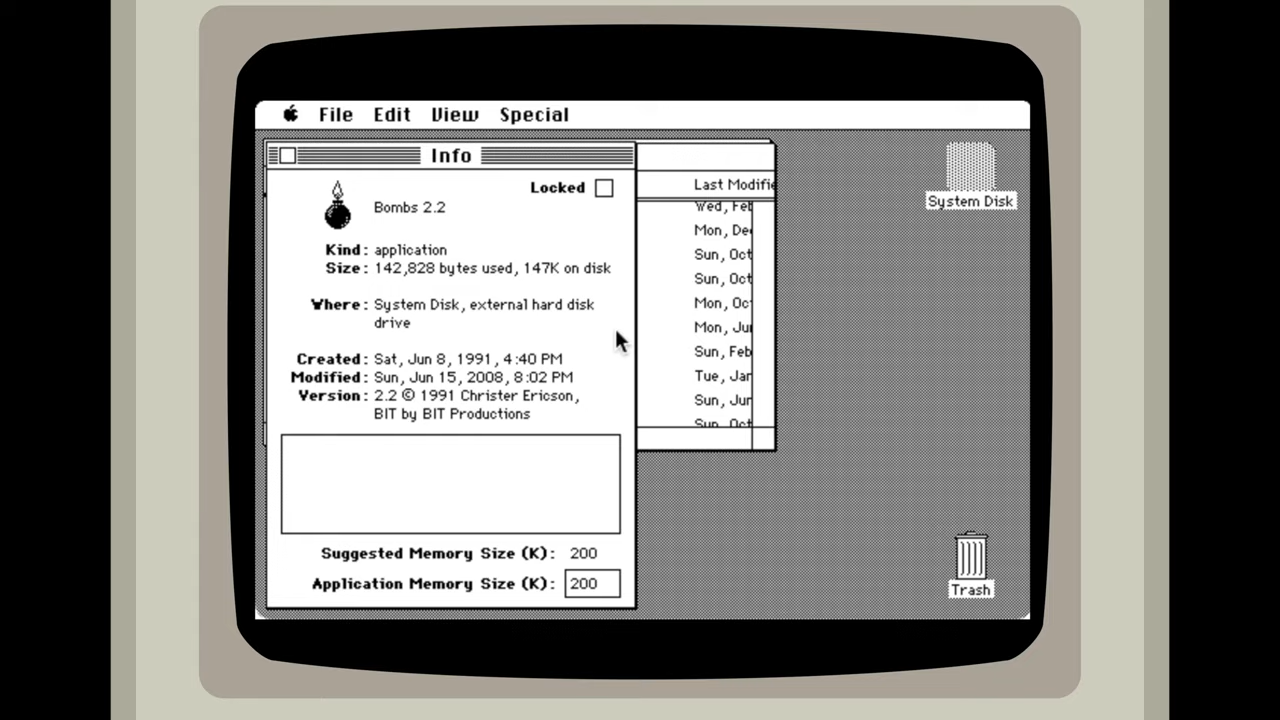 File Edit View Special
Info
Locked
Bombs 2.2
Kind: application
Size: 142,828 bytes used, 147K on disk
Where: System Disk, external hard disk
drive
Created: Sat, Jun 8, 1991, 4:40 PM
Modified: Sun, Jun 15, 2008, 8:02 PM
Version: 2.2 © 1991 Christer Ericson,
BIT by BIT Productions
Suggested Memory Size (K): 200
Application Memory Size (K): 200
Last Modifie
Wed, Feb
Mon, De
Sun, Oct
Sun, Oct
Mon, Oc
Mon, Ju
Sun, Feb
Tue, Jan
Sun, Jun
Sun, Oct
System Disk
Trash